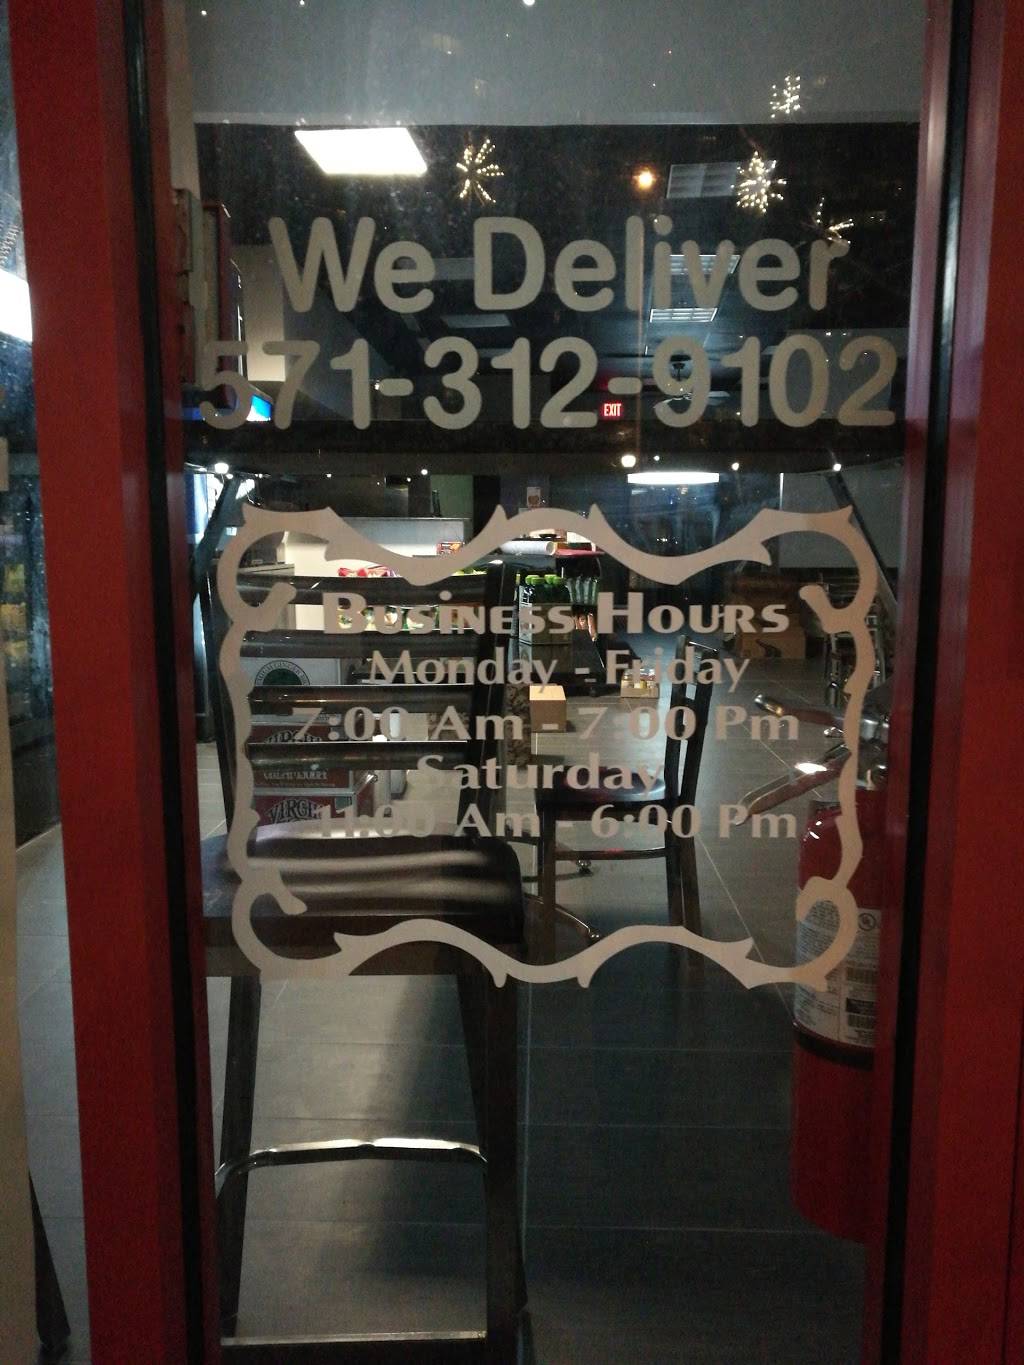 We Deliver
571-312-9102
EXIT
Business Hours
Monday - Friday
7:00 Am - 7:00 Pm
Saturday
11:00 Am - 6:00 Pm